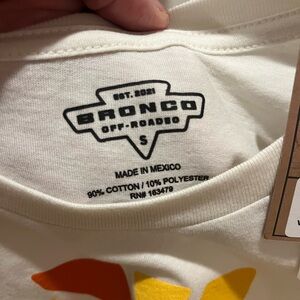 EST. 2021
BRONCO
OFF-ROADEO
S
MADE IN MEXICO
90% COTTON / 10% POLYESTER
RN# 163479